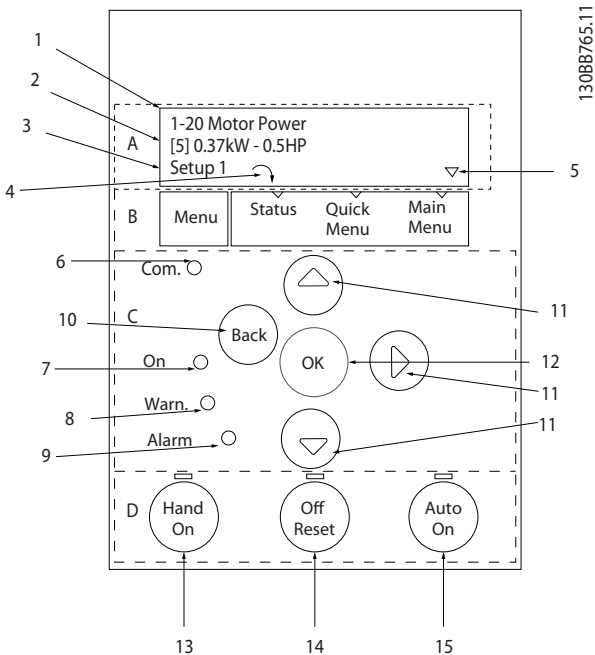 130BB765.11
1
2
3
4
A
1-20 Motor Power
[5] 0.37kW - 0.5HP
Setup 1
5
B
Menu
Status
Quick Menu
Main Menu
6
Com.
C
10
Back
11
7
On
OK
12
11
8
Warn.
11
9
Alarm
D
Hand On
Off Reset
Auto On
13
14
15